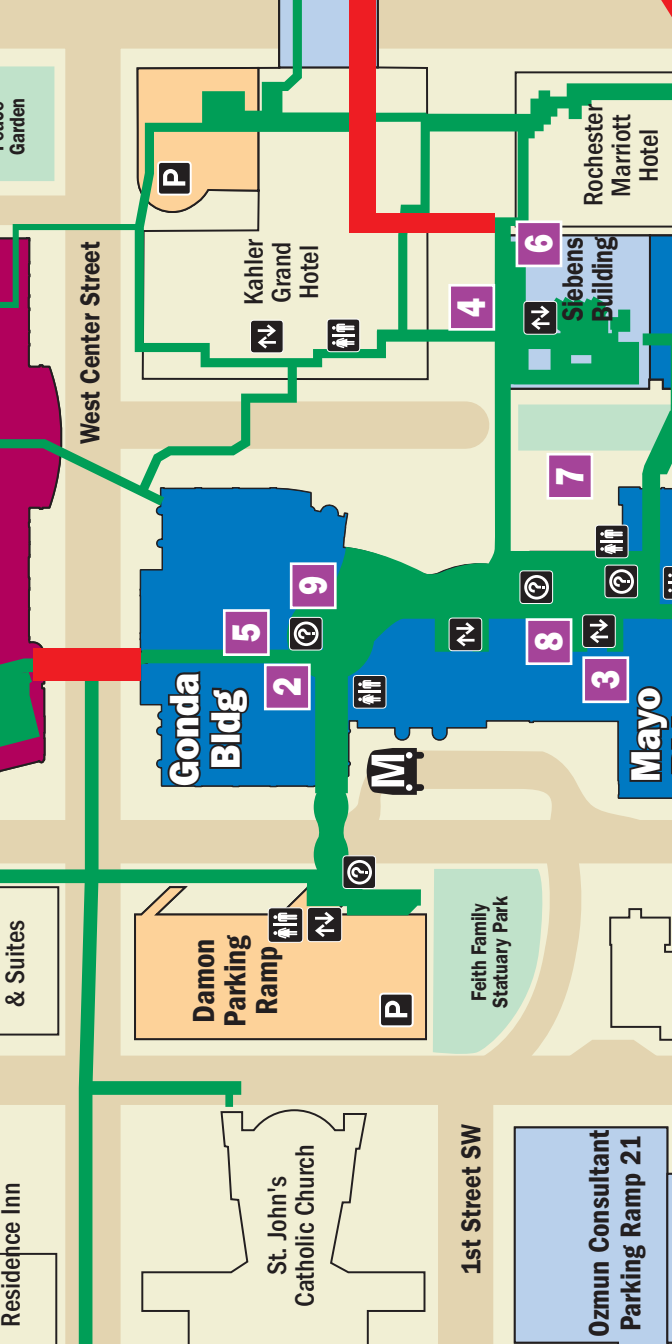 Garden
West Center Street
P
Kahler
Grand
Hotel
Rochester
Marriott
Hotel
4
6
Siebens
Building
7
9
5
2
?
?
?
8
3
Gonda
Bldg
M
Mayo
?
& Suites
Damon
Parking
Ramp
P
Feith Family
Statuary Park
Residence Inn
St. John's
Catholic Church
1st Street SW
Ozmun Consultant
Parking Ramp 21